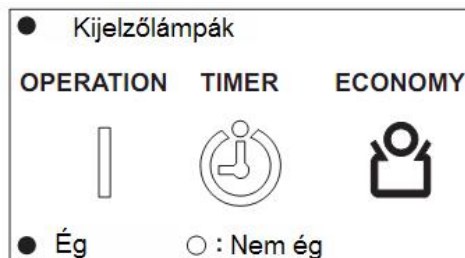 ● Kijelzőlámpák
OPERATION TIMER ECONOMY
● Ég ○ : Nem ég